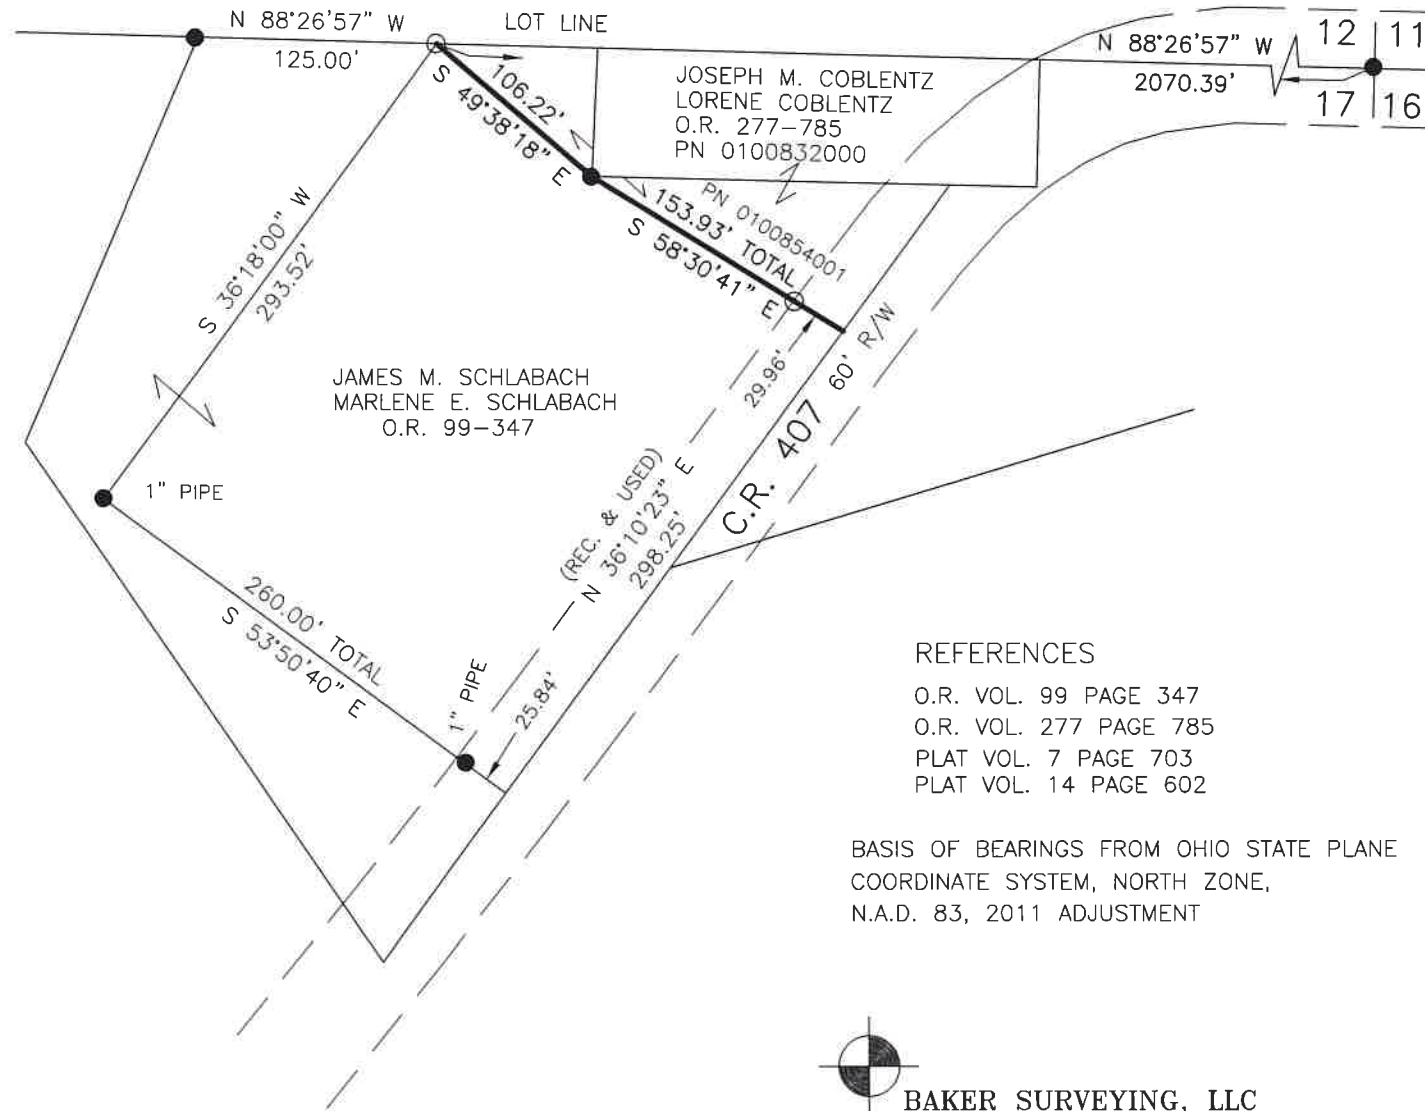 N 88°26'57" W
125.00'
LOT LINE
N 88°26'57" W
2070.39'
12
11
17
16
JOSEPH M. COBLENTZ
LORENE COBLENTZ
O.R. 277-785
PN 0100832000
106.22'
S 49°38'18" E
PN 0100854001
153.93' TOTAL
S 58°30'41" E
S 36°18'00" W
293.52'
29.96'
C.R. 407 60' R/W
JAMES M. SCHLABACH
MARLENE E. SCHLABACH
O.R. 99-347
(REC. & USED)
N 36°10'23" E
298.25'
1" PIPE
260.00' TOTAL
S 53°50'40" E
1" PIPE
25.84'
REFERENCES
O.R. VOL. 99 PAGE 347
O.R. VOL. 277 PAGE 785
PLAT VOL. 7 PAGE 703
PLAT VOL. 14 PAGE 602
BASIS OF BEARINGS FROM OHIO STATE PLANE
COORDINATE SYSTEM, NORTH ZONE,
N.A.D. 83, 2011 ADJUSTMENT
BAKER SURVEYING, LLC